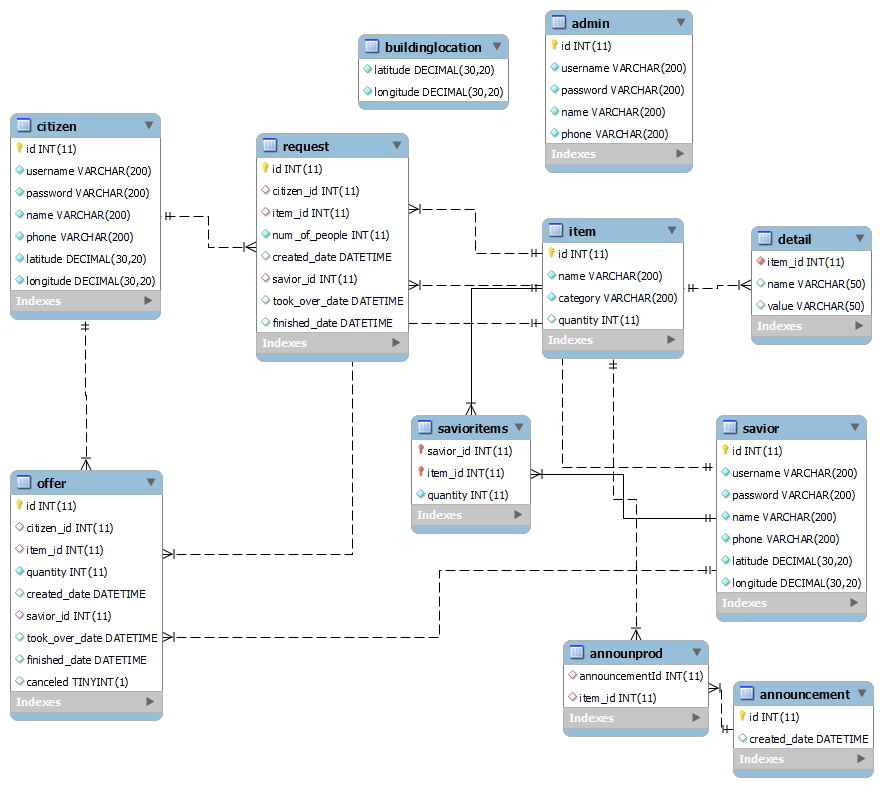 buildinglocation
latitude DECIMAL(30,20)
longitude DECIMAL(30,20)
admin
id INT(11)
username VARCHAR(200)
password VARCHAR(200)
name VARCHAR(200)
phone VARCHAR(200)
Indexes
citizen
id INT(11)
username VARCHAR(200)
password VARCHAR(200)
name VARCHAR(200)
phone VARCHAR(200)
latitude DECIMAL(30,20)
longitude DECIMAL(30,20)
Indexes
request
id INT(11)
citizen_id INT(11)
item_id INT(11)
num_of_people INT(11)
created_date DATETIME
savior_id INT(11)
took_over_date DATETIME
finished_date DATETIME
Indexes
item
id INT(11)
name VARCHAR(200)
category VARCHAR(200)
quantity INT(11)
Indexes
detail
item_id INT(11)
name VARCHAR(50)
value VARCHAR(50)
Indexes
savioritems
savior_id INT(11)
item_id INT(11)
quantity INT(11)
Indexes
savior
id INT(11)
username VARCHAR(200)
password VARCHAR(200)
name VARCHAR(200)
phone VARCHAR(200)
latitude DECIMAL(30,20)
longitude DECIMAL(30,20)
Indexes
offer
id INT(11)
citizen_id INT(11)
item_id INT(11)
quantity INT(11)
created_date DATETIME
savior_id INT(11)
took_over_date DATETIME
finished_date DATETIME
canceled TINYINT(1)
Indexes
announprod
announcementId INT(11)
item_id INT(11)
Indexes
announcement
id INT(11)
created_date DATETIME
Indexes